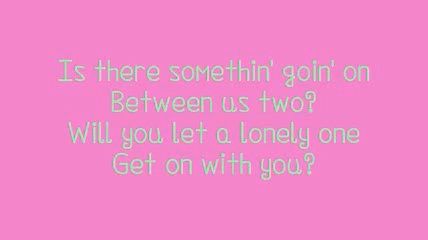 Is there somethin' goin' on
Between us two?
Will you let a lonely one
Get on with you?